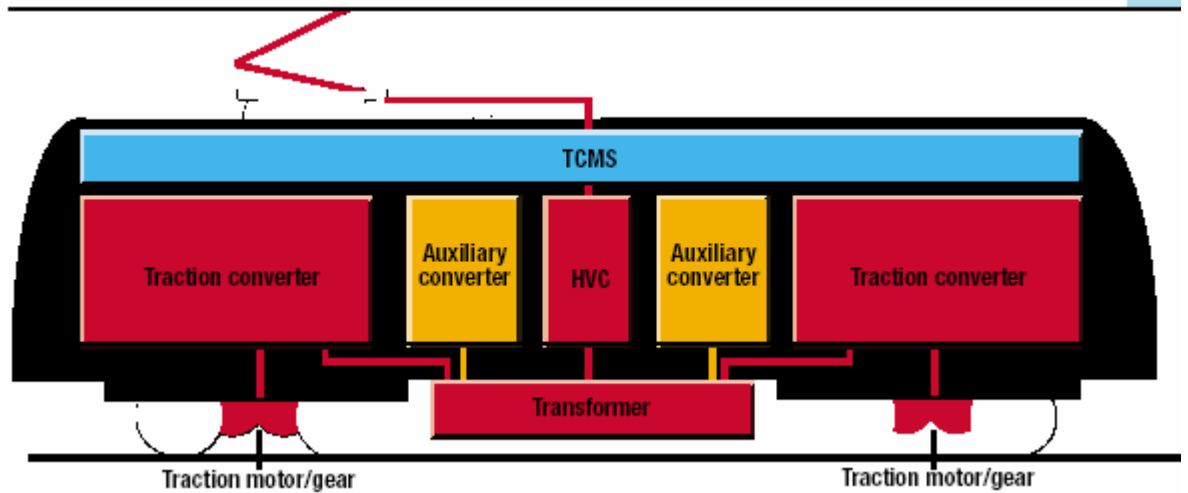 TCMS
Traction converter
Auxiliary
converter
HVC
Auxiliary
converter
Traction converter
Transformer
Traction motor/gear
Traction motor/gear